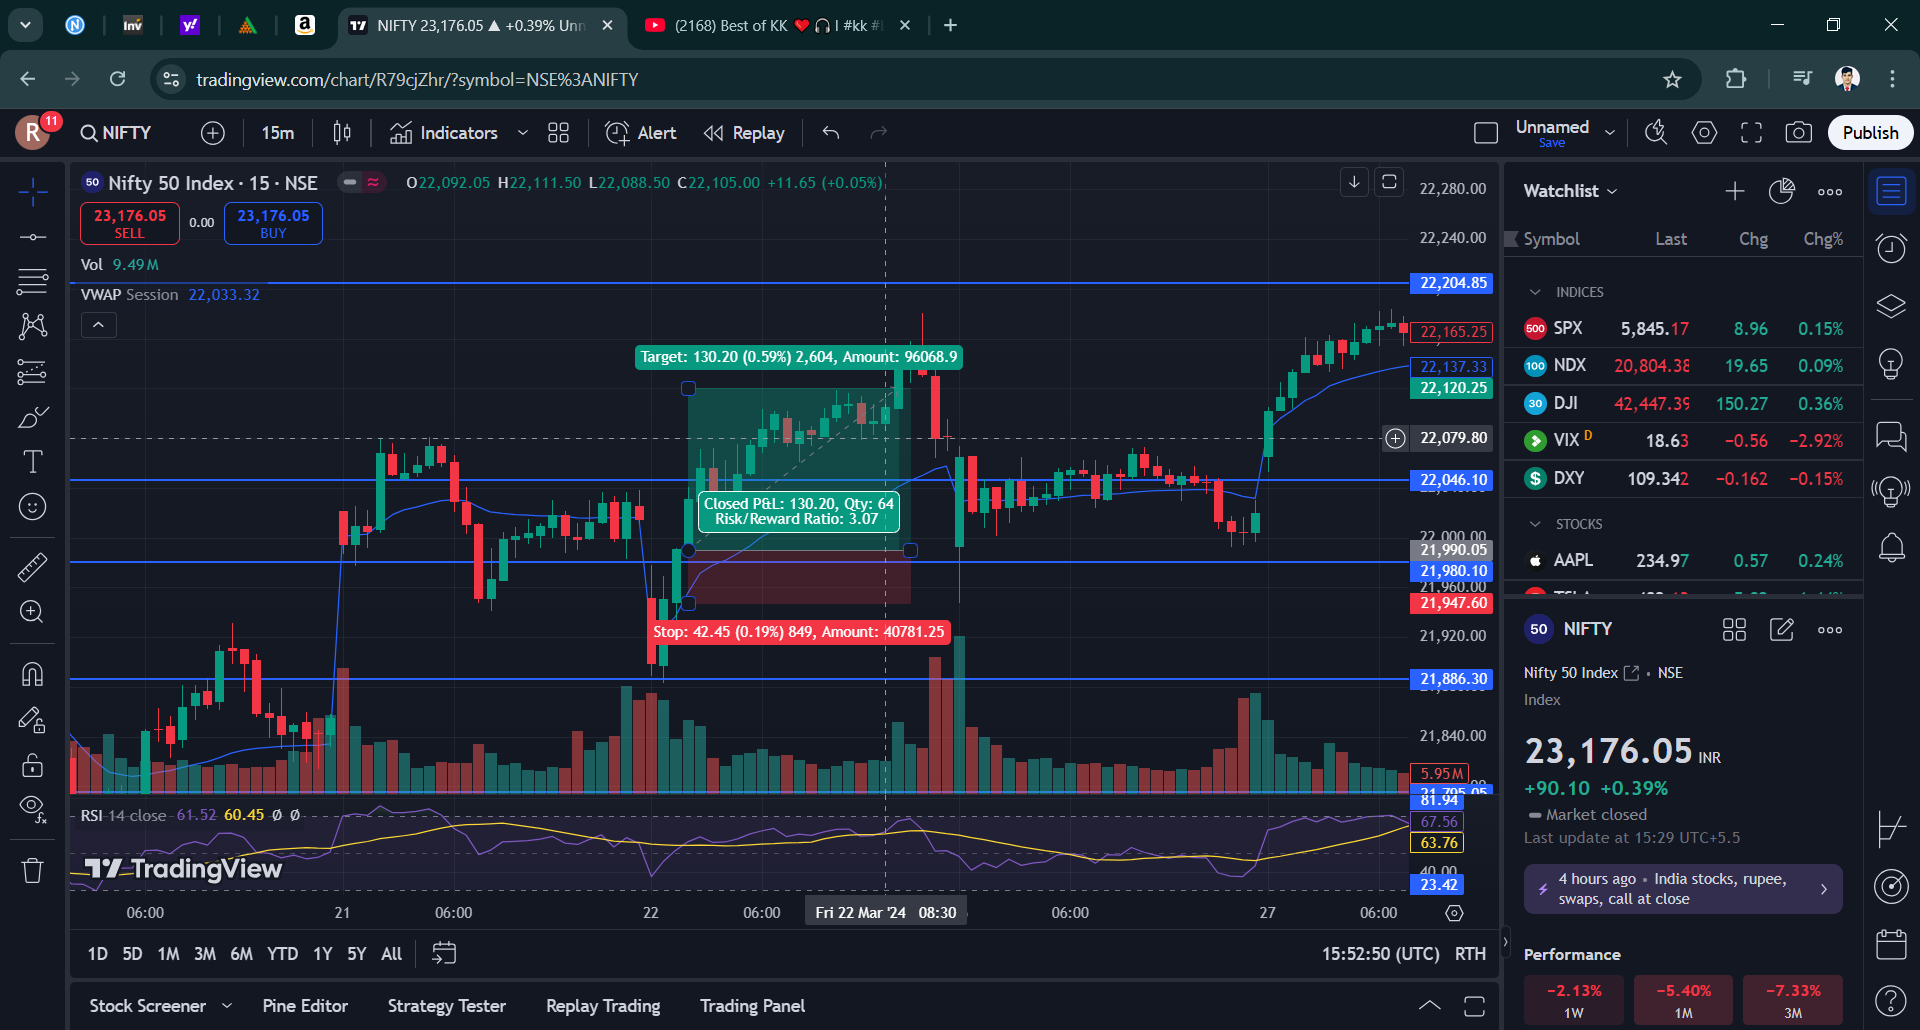 NIFTY 23,176.05 ▲ +0.39% Unn
(2168) Best of KK ❤️🎧 I #kk #
tradingview.com/chart/R79cjZhr/?symbol=NSE%3ANIFTY
R 11 NIFTY 15m Indicators Alert Replay Unnamed Save Publish
50 Nifty 50 Index · 15 · NSE O22,092.05 H22,111.50 L22,088.50 C22,105.00 +11.65 (+0.05%)
23,176.05 SELL
0.00
23,176.05 BUY
Vol 9.49M
VWAP Session 22,033.32
Target: 130.20 (0.59%) 2,604, Amount: 96068.9
Closed P&L: 130.20, Qty: 64
Risk/Reward Ratio: 3.07
Stop: 42.45 (0.19%) 849, Amount: 40781.25
22,280.00
22,240.00
22,204.85
22,165.25
22,137.33
22,120.25
22,079.80
22,046.10
22,000.00
21,990.05
21,980.10
21,960.00
21,947.60
21,920.00
21,886.30
21,840.00
5.95M
21,795.05
81.94
67.56
63.76
40.00
23.42
RSI 14 close 61.52 60.45 Ø Ø
TradingView
06:00 21 06:00 22 06:00 Fri 22 Mar '24 08:30 06:00 27 06:00
1D 5D 1M 3M 6M YTD 1Y 5Y All 15:52:50 (UTC) RTH
Stock Screener Pine Editor Strategy Tester Replay Trading Trading Panel
Watchlist
Symbol Last Chg Chg%
INDICES
500 SPX 5,845.17 8.96 0.15%
100 NDX 20,804.38 19.65 0.09%
30 DJI 42,447.39 150.27 0.36%
VIX D 18.63 −0.56 −2.92%
$ DXY 109.342 −0.162 −0.15%
STOCKS
AAPL 234.97 0.57 0.24%
50 NIFTY
Nifty 50 Index · NSE
Index
23,176.05 INR
+90.10 +0.39%
Market closed
Last update at 15:29 UTC+5.5
4 hours ago • India stocks, rupee,
swaps, call at close
Performance
−2.13% −5.40% −7.33%
1W 1M 3M